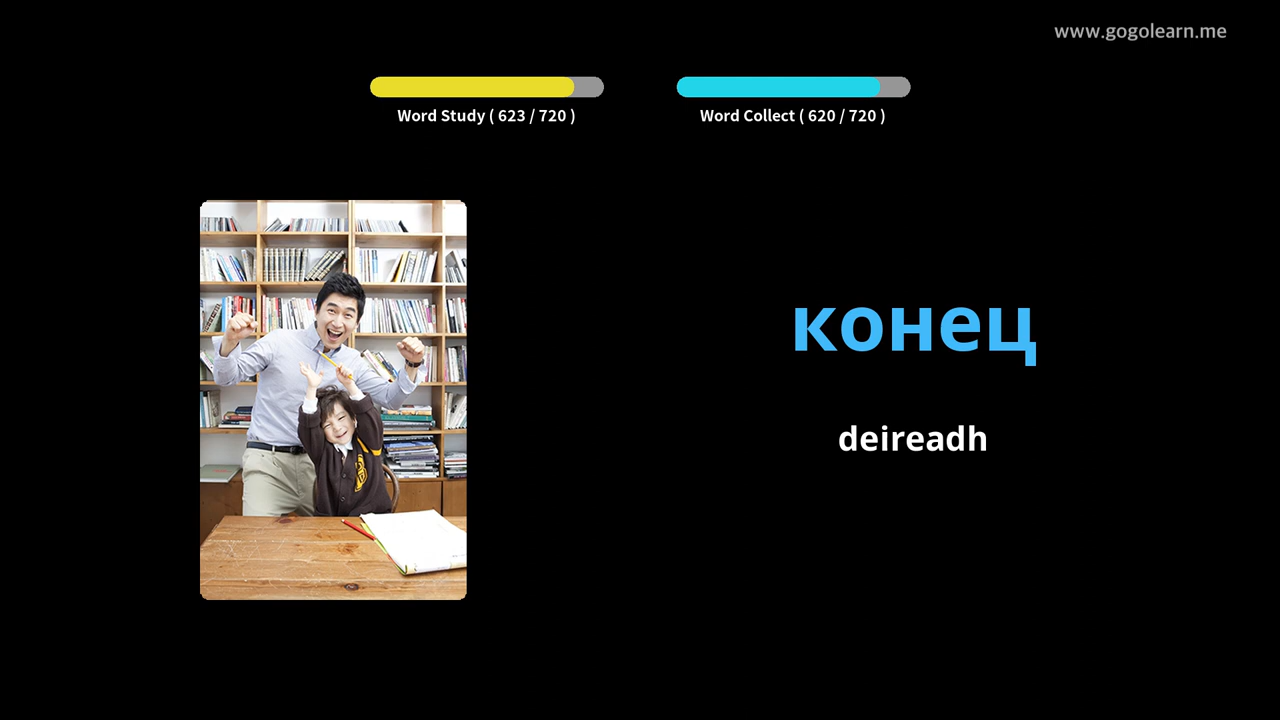 www.gogolearn.me
Word Study ( 623 / 720 )
Word Collect ( 620 / 720 )
конец
deireadh